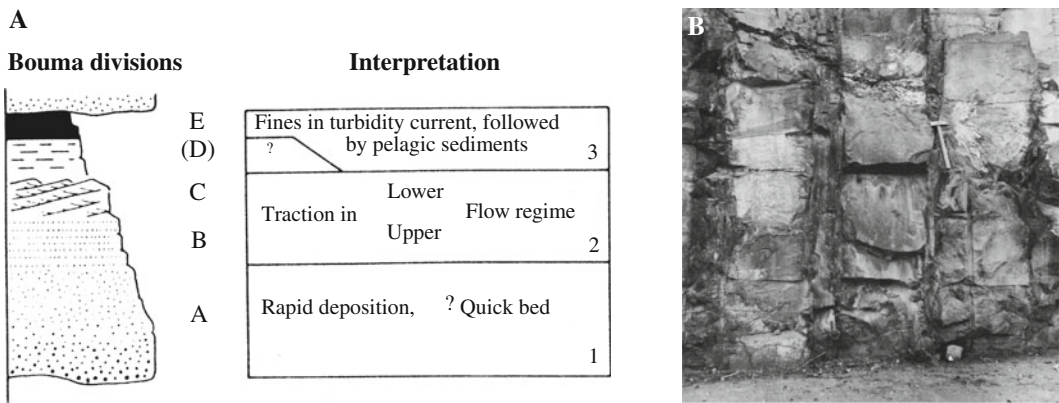 A
Bouma divisions
Interpretation
E
(D)
C
B
A
Fines in turbidity current, followed
by pelagic sediments
?
3
Lower
Traction in
Flow regime
Upper
2
Rapid deposition, ? Quick bed
1
B